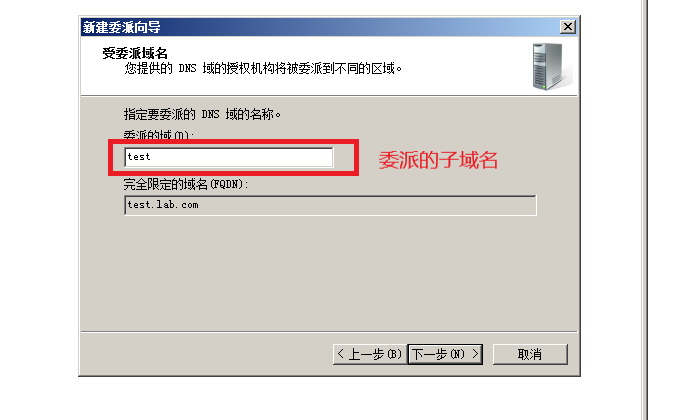 新建委派向导
受委派域名
您提供的 DNS 域的授权机构将被委派到不同的区域。
指定要委派的 DNS 域的名称。
委派的域(D):
test
委派的子域名
完全限定的域名(FQDN):
test.lab.com
< 上一步(B)
下一步(N) >
取消